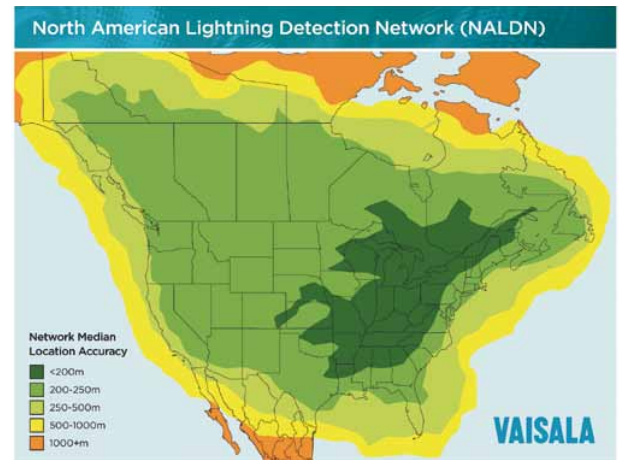 North American Lightning Detection Network (NALDN)
Network Median
Location Accuracy
<200m
200-250m
250-500m
500-1000m
1000+m
VAISALA